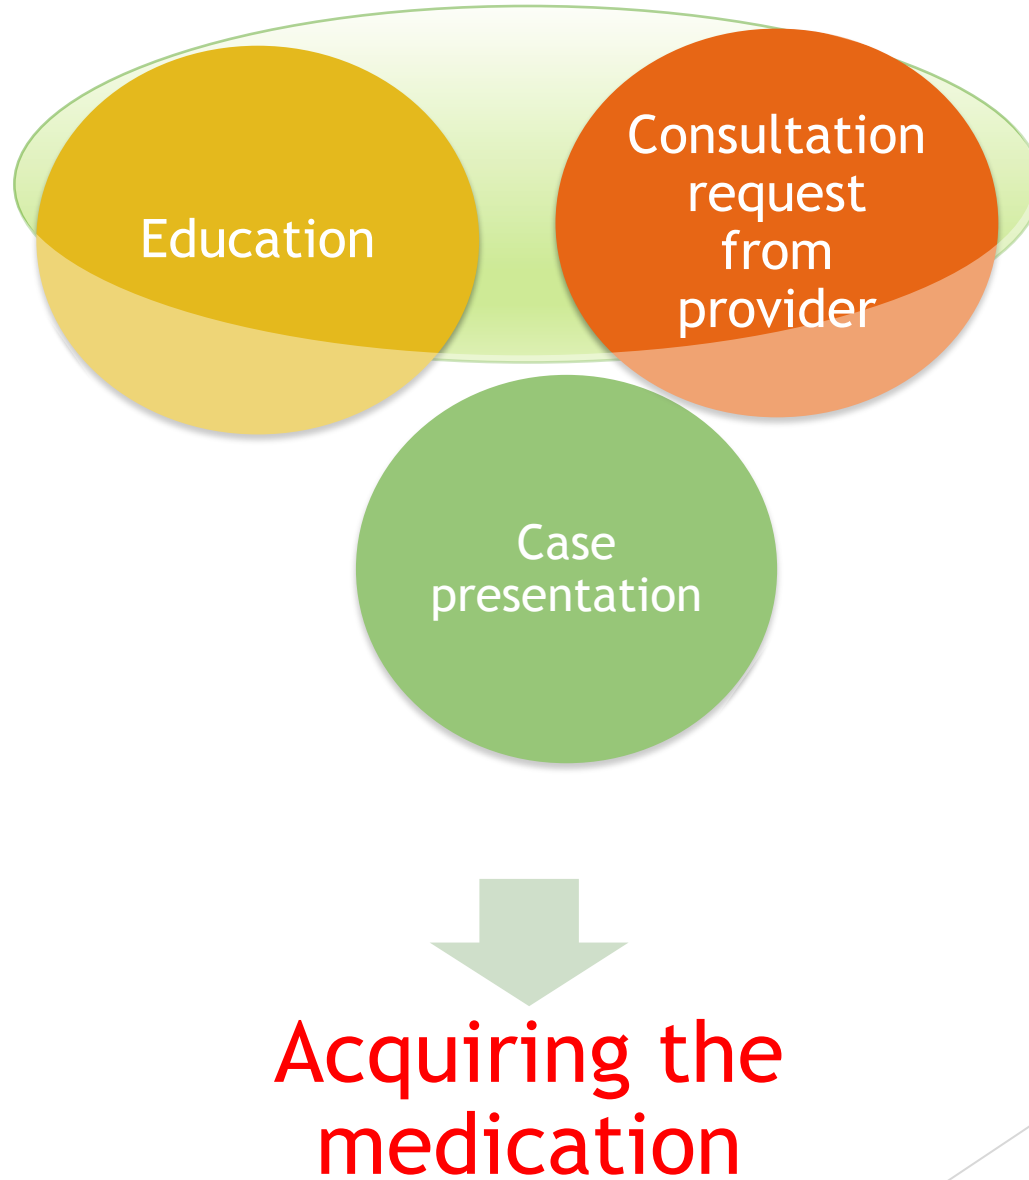 Education
Consultation
request
from
provider
Case
presentation
Acquiring the
medication